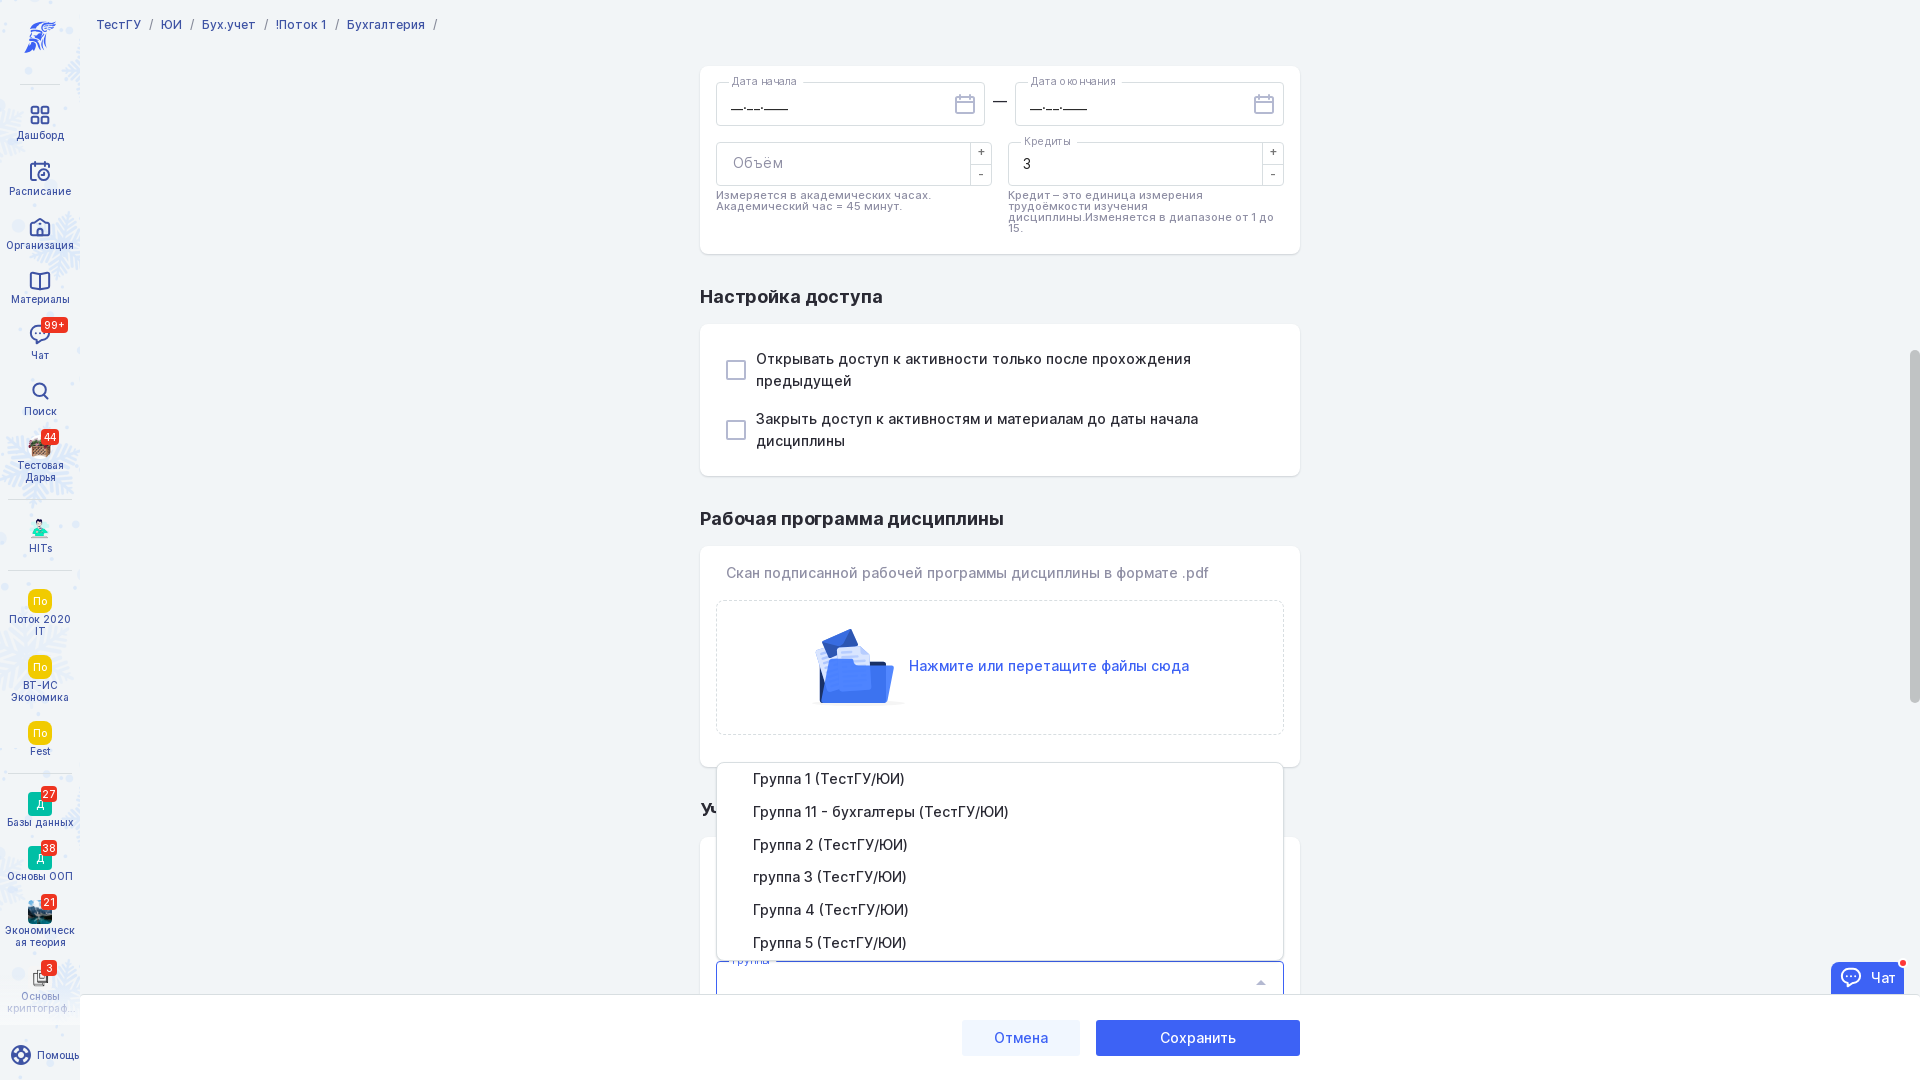 ТестГУ / ЮИ / Бух.учет / !Поток 1 / Бухгалтерия /
Дашборд
Расписание
Организация
Материалы
99+
Чат
Поиск
44
Тестовая
Дарья
HITs
По
Поток 2020
IT
По
ВТ-ИС
Экономика
По
Fest
27
Д
Базы данных
38
Д
Основы ООП
21
Экономическ
ая теория
3
Основы
криптограф...
Помощь
Дата начала
__.__.____
—
Дата окончания
__.__.____
Объём
+
-
Кредиты
3
+
-
Измеряется в академических часах.
Академический час = 45 минут.
Кредит – это единица измерения
трудоёмкости изучения
дисциплины.Изменяется в диапазоне от 1 до
15.
Настройка доступа
Открывать доступ к активности только после прохождения
предыдущей
Закрыть доступ к активностям и материалам до даты начала
дисциплины
Рабочая программа дисциплины
Скан подписанной рабочей программы дисциплины в формате .pdf
Нажмите или перетащите файлы сюда
Группа 1 (ТестГУ/ЮИ)
Группа 11 - бухгалтеры (ТестГУ/ЮИ)
Группа 2 (ТестГУ/ЮИ)
группа 3 (ТестГУ/ЮИ)
Группа 4 (ТестГУ/ЮИ)
Группа 5 (ТестГУ/ЮИ)
Группы
Чат
Отмена
Сохранить